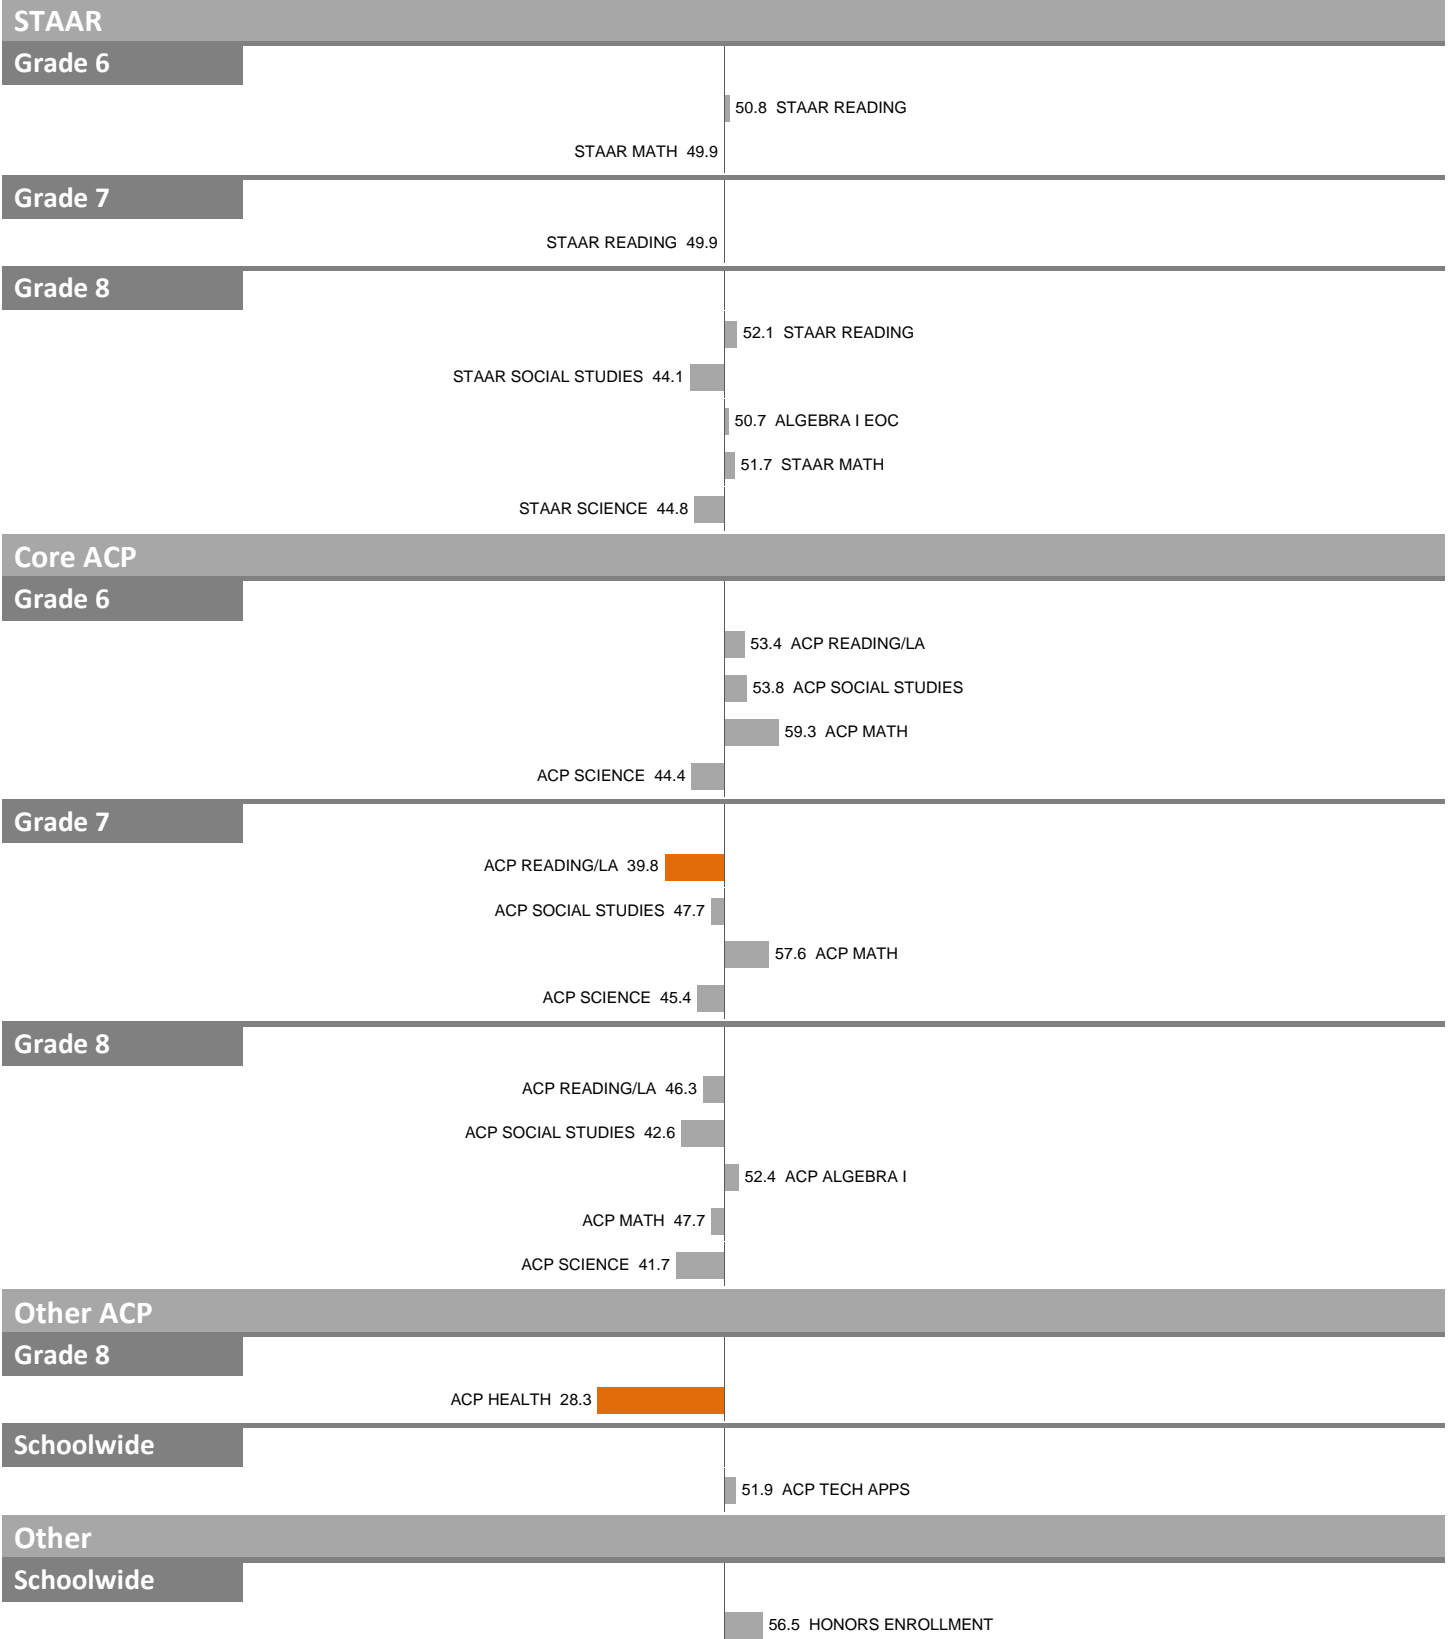 STAAR
Grade 6
50.8 STAAR READING
STAAR MATH 49.9
Grade 7
STAAR READING 49.9
Grade 8
52.1 STAAR READING
STAAR SOCIAL STUDIES 44.1
50.7 ALGEBRA I EOC
51.7 STAAR MATH
STAAR SCIENCE 44.8
Core ACP
Grade 6
53.4 ACP READING/LA
53.8 ACP SOCIAL STUDIES
59.3 ACP MATH
ACP SCIENCE 44.4
Grade 7
ACP READING/LA 39.8
ACP SOCIAL STUDIES 47.7
57.6 ACP MATH
ACP SCIENCE 45.4
Grade 8
ACP READING/LA 46.3
ACP SOCIAL STUDIES 42.6
52.4 ACP ALGEBRA I
ACP MATH 47.7
ACP SCIENCE 41.7
Other ACP
Grade 8
ACP HEALTH 28.3
Schoolwide
51.9 ACP TECH APPS
Other
Schoolwide
56.5 HONORS ENROLLMENT